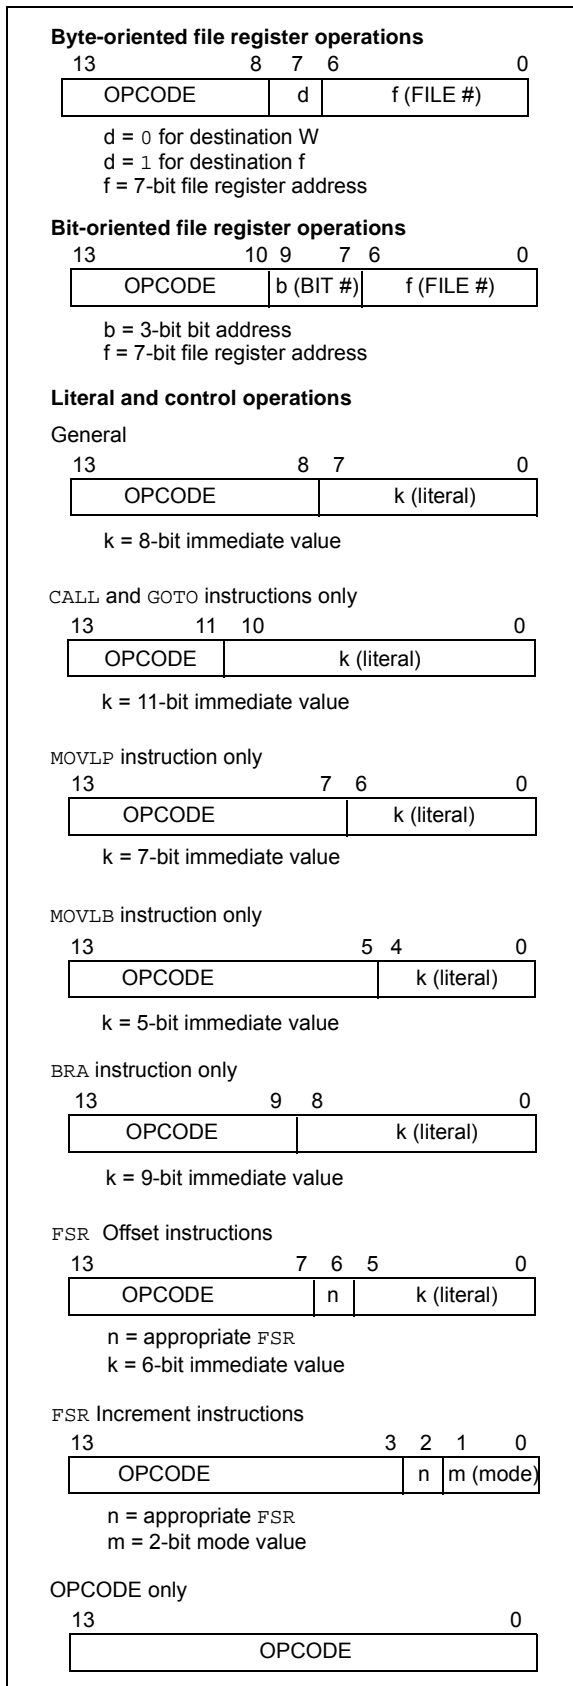 Byte-oriented file register operations
13 8 7 6 0
OPCODE d f (FILE #)
d = 0 for destination W
d = 1 for destination f
f = 7-bit file register address
Bit-oriented file register operations
13 10 9 7 6 0
OPCODE b (BIT #) f (FILE #)
b = 3-bit bit address
f = 7-bit file register address
Literal and control operations
General
13 8 7 0
OPCODE k (literal)
k = 8-bit immediate value
CALL and GOTO instructions only
13 11 10 0
OPCODE k (literal)
k = 11-bit immediate value
MOVLP instruction only
13 7 6 0
OPCODE k (literal)
k = 7-bit immediate value
MOVLB instruction only
13 5 4 0
OPCODE k (literal)
k = 5-bit immediate value
BRA instruction only
13 9 8 0
OPCODE k (literal)
k = 9-bit immediate value
FSR Offset instructions
13 7 6 5 0
OPCODE n k (literal)
n = appropriate FSR
k = 6-bit immediate value
FSR Increment instructions
13 3 2 1 0
OPCODE n m (mode)
n = appropriate FSR
m = 2-bit mode value
OPCODE only
13 0
OPCODE